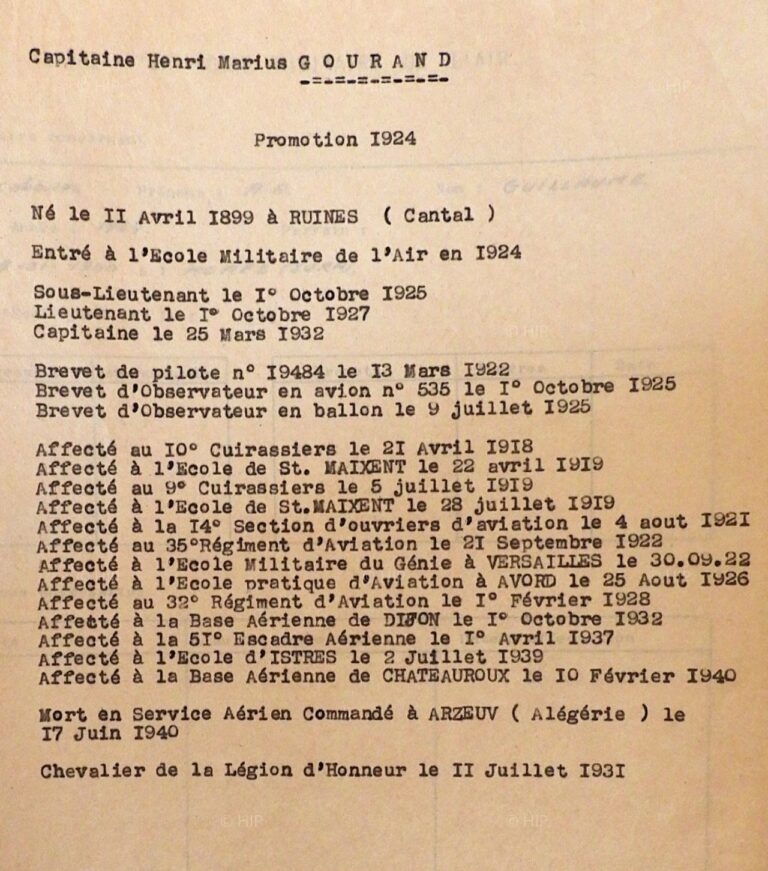 Capitaine Henri Marius G O U R A N D
-=-=-=-=-=-=-
Promotion I924
Né le II Avril I899 à RUINES ( Cantal )
Entré à l'Ecole Militaire de l'Air en I924
Sous-Lieutenant le I° Octobre I925
Lieutenant le I° Octobre I927
Capitaine le 25 Mars I932
Brevet de pilote n° I9484 le I3 Mars I922
Brevet d'Observateur en avion n° 535 le I° Octobre I925
Brevet d'Observateur en ballon le 9 juillet I925
Affecté au I0° Cuirassiers le 2I Avril I9I8
Affecté à l'Ecole de St. MAIXENT le 22 avril I9I9
Affecté au 9° Cuirassiers le 5 juillet I9I9
Affecté à l'Ecole de St.MAIXENT le 28 juillet I9I9
Affecté à la I4° Section d'ouvriers d'aviation le 4 aout I92I
Affecté au 35°Régiment d'Aviation le 2I Septembre I922
Affecté à l'Ecole Militaire du Génie à VERSAILLES le 30.09.22
Affecté à l'Ecole pratique d'Aviation à AVORD le 25 Aout I926
Affecté au 32° Régiment d'Aviation le I° Février I928
Affecté à la Base Aérienne de DIJON le I° Octobre I932
Affecté à la 5I° Escadre Aérienne le I° Avril I937
Affecté à l'Ecole d'ISTRES le 2 Juillet I939
Affecté à la Base Aérienne de CHATEAUROUX le I0 Février I940
Mort en Service Aérien Commandé à ARZEUV ( Alégérie ) le
I7 Juin I940
Chevalier de la Légion d'Honneur le II Juillet I93I
© HIP © HIP